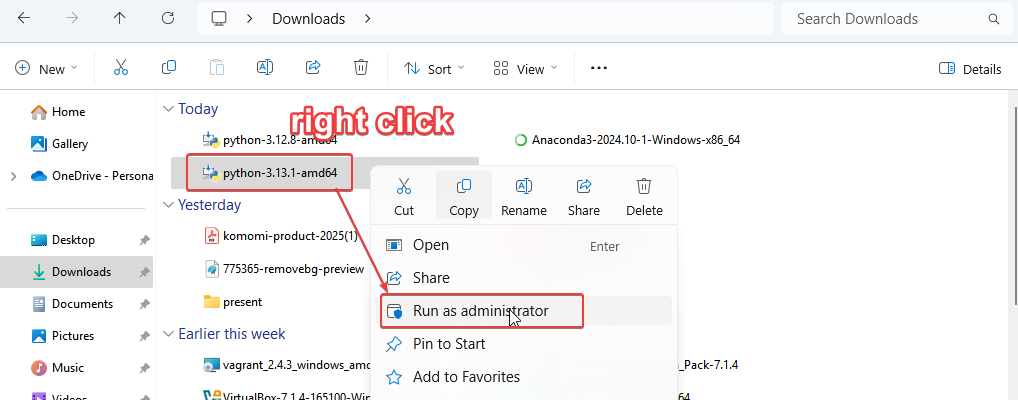 Downloads
Search Downloads
New
Sort
View
Details
Home
Gallery
OneDrive - Persona
Desktop
Downloads
Documents
Pictures
Music
Videos
Today
right click
python-3.12.8-amd64
Anaconda3-2024.10-1-Windows-x86_64
python-3.13.1-amd64
Yesterday
komomi-product-2025(1)
775365-removebg-preview
present
Earlier this week
vagrant_2.4.3_windows_amd
_Pack-7.1.4
VirtualBox-7.1.4-165100-Win
64
Cut
Copy
Rename
Share
Delete
Open Enter
Share
Run as administrator
Pin to Start
Add to Favorites